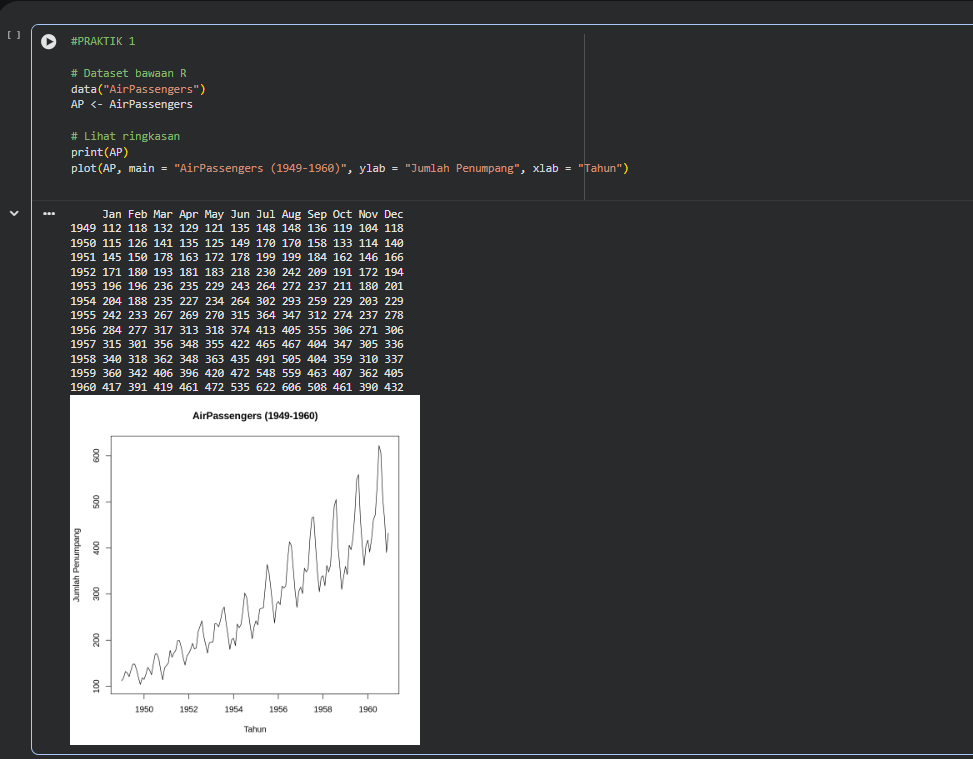 [ ]
#PRAKTIK 1
# Dataset bawaan R
data("AirPassengers")
AP <- AirPassengers
# Lihat ringkasan
print(AP)
plot(AP, main = "AirPassengers (1949-1960)", ylab = "Jumlah Penumpang", xlab = "Tahun")
Jan Feb Mar Apr May Jun Jul Aug Sep Oct Nov Dec
1949 112 118 132 129 121 135 148 148 136 119 104 118
1950 115 126 141 135 125 149 170 170 158 133 114 140
1951 145 150 178 163 172 178 199 199 184 162 146 166
1952 171 180 193 181 183 218 230 242 209 191 172 194
1953 196 196 236 235 229 243 264 272 237 211 180 201
1954 204 188 235 227 234 264 302 293 259 229 203 229
1955 242 233 267 269 270 315 364 347 312 274 237 278
1956 284 277 317 313 318 374 413 405 355 306 271 306
1957 315 301 356 348 355 422 465 467 404 347 305 336
1958 340 318 362 348 363 435 491 505 404 359 310 337
1959 360 342 406 396 420 472 548 559 463 407 362 405
1960 417 391 419 461 472 535 622 606 508 461 390 432
AirPassengers (1949-1960)
Jumlah Penumpang
600
500
400
300
200
100
1950 1952 1954 1956 1958 1960
Tahun